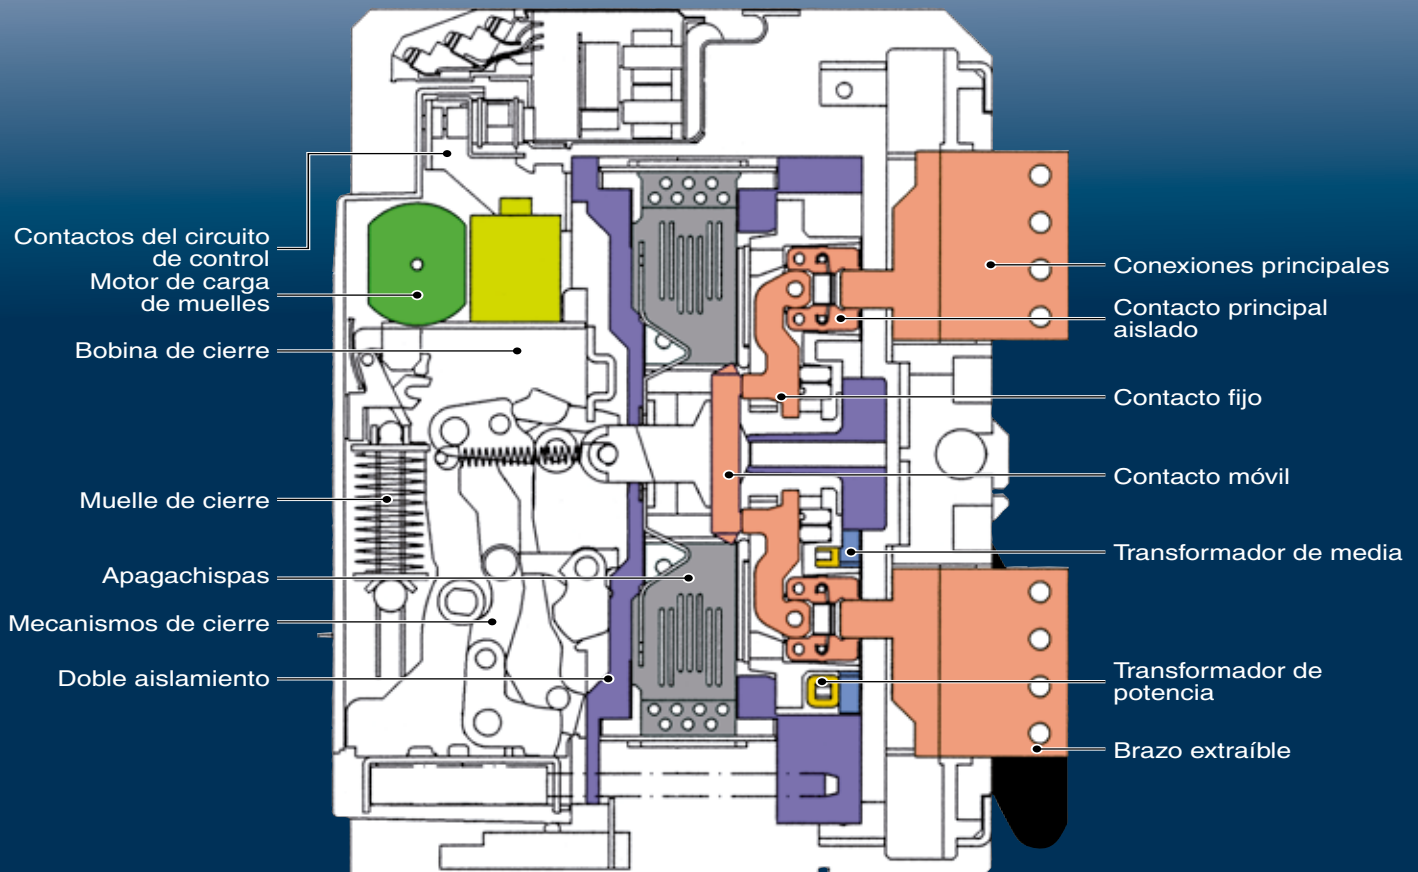 Contactos del circuito
de control
Motor de carga
de muelles
Bobina de cierre
Muelle de cierre
Apagachispas
Mecanismos de cierre
Doble aislamiento
Conexiones principales
Contacto principal
aislado
Contacto fijo
Contacto móvil
Transformador de media
Transformador de
potencia
Brazo extraíble